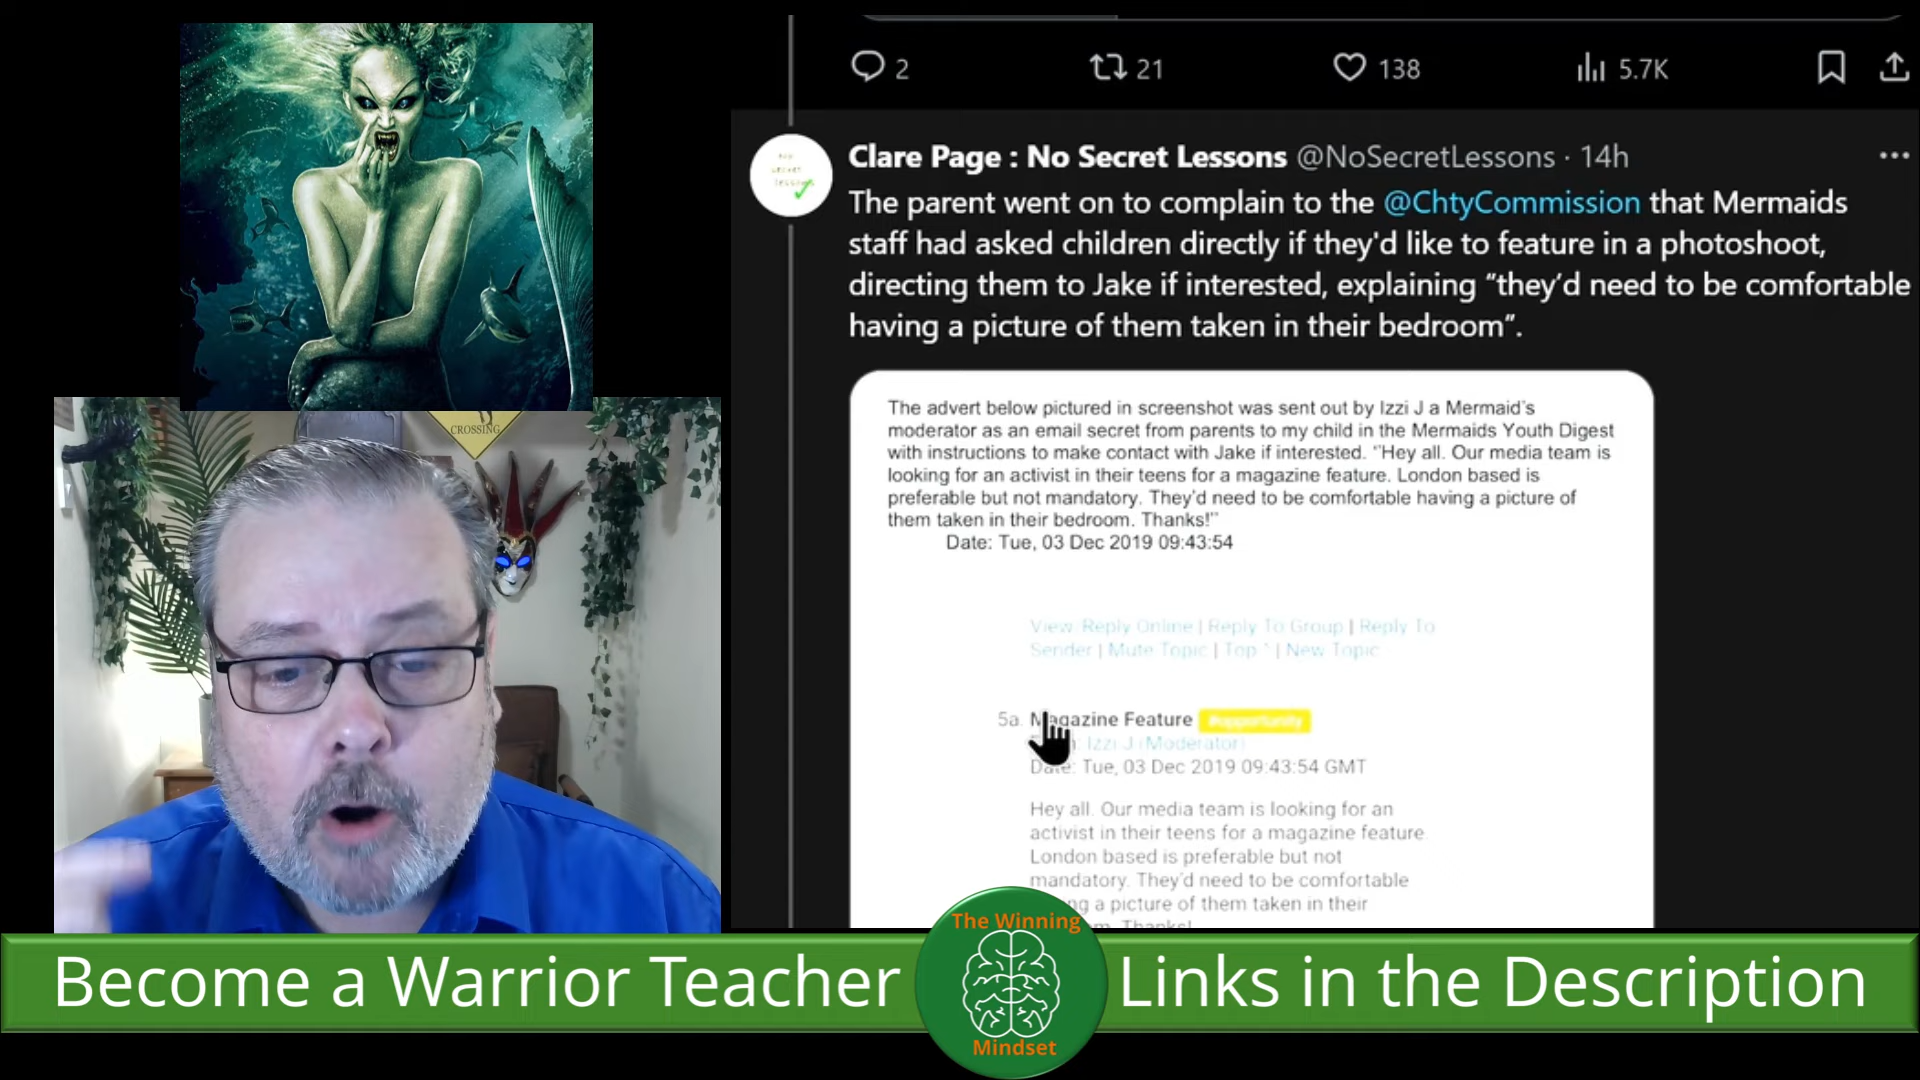 2
21
138
5.7K
Clare Page : No Secret Lessons @NoSecretLessons · 14h
The parent went on to complain to the @ChtyCommission that Mermaids
staff had asked children directly if they'd like to feature in a photoshoot,
directing them to Jake if interested, explaining “they’d need to be comfortable
having a picture of them taken in their bedroom”.
The advert below pictured in screenshot was sent out by Izzi J a Mermaid's
moderator as an email secret from parents to my child in the Mermaids Youth Digest
with instructions to make contact with Jake if interested. "Hey all. Our media team is
looking for an activist in their teens for a magazine feature. London based is
preferable but not mandatory. They'd need to be comfortable having a picture of
them taken in their bedroom. Thanks!"
Date: Tue, 03 Dec 2019 09:43:54
View: Reply Online | Reply To Group | Reply To
Sender | Mute Topic | Top ^ | New Topic
5a. Magazine Feature #opportunity
Izzi J (Moderator)
Date: Tue, 03 Dec 2019 09:43:54 GMT
Hey all. Our media team is looking for an
activist in their teens for a magazine feature.
London based is preferable but not
mandatory. They'd need to be comfortable
a picture of them taken in their
Thanks!
CROSSING
Become a Warrior Teacher
The Winning
Mindset
Links in the Description